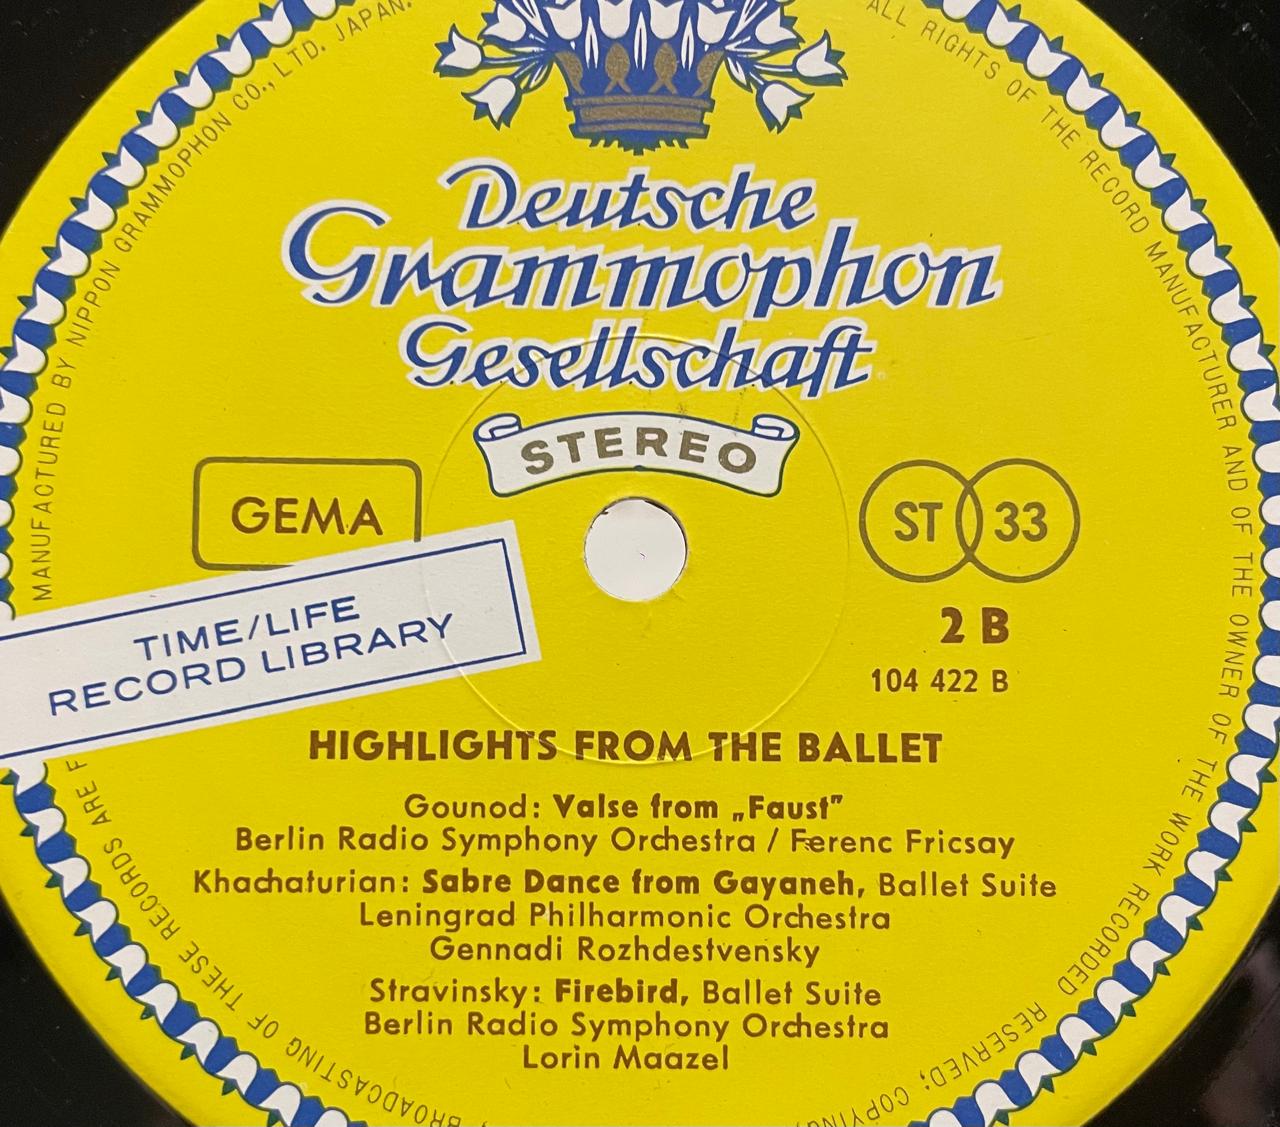 Deutsche
Grammophon
Gesellschaft
STEREO
GEMA
ST 33
TIME/LIFE
RECORD LIBRARY
2 B
104 422 B
HIGHLIGHTS FROM THE BALLET
Gounod: Valse from „Faust”
Berlin Radio Symphony Orchestra / Ferenc Fricsay
Khachaturian: Sabre Dance from Gayaneh, Ballet Suite
Leningrad Philharmonic Orchestra
Gennadi Rozhdestvensky
Stravinsky: Firebird, Ballet Suite
Berlin Radio Symphony Orchestra
Lorin Maazel
MANUFACTURED BY NIPPON GRAMMOPHON CO., LTD. JAPAN.
ALL RIGHTS OF THE RECORD MANUFACTURER AND OF THE OWNER OF THE WORK RECORDED RESERVED; COPYING,
BROADCASTING OF THESE RECORDS ARE